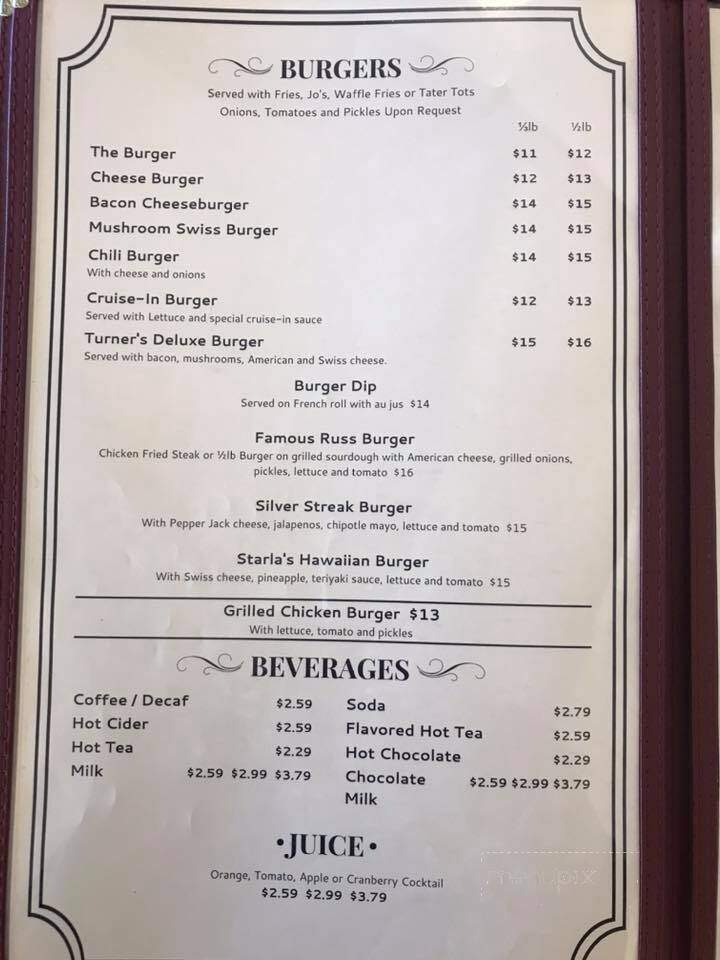 BURGERS
Served with Fries, Jo's, Waffle Fries or Tater Tots
Onions, Tomatoes and Pickles Upon Request
⅓lb ½lb
The Burger $11 $12
Cheese Burger $12 $13
Bacon Cheeseburger $14 $15
Mushroom Swiss Burger $14 $15
Chili Burger $14 $15
With cheese and onions
Cruise-In Burger $12 $13
Served with Lettuce and special cruise-in sauce
Turner's Deluxe Burger $15 $16
Served with bacon, mushrooms, American and Swiss cheese.
Burger Dip
Served on French roll with au jus $14
Famous Russ Burger
Chicken Fried Steak or ½lb Burger on grilled sourdough with American cheese, grilled onions,
pickles, lettuce and tomato $16
Silver Streak Burger
With Pepper Jack cheese, jalapenos, chipotle mayo, lettuce and tomato $15
Starla's Hawaiian Burger
With Swiss cheese, pineapple, teriyaki sauce, lettuce and tomato $15
Grilled Chicken Burger $13
With lettuce, tomato and pickles
BEVERAGES
Coffee / Decaf $2.59
Hot Cider $2.59
Hot Tea $2.29
Milk $2.59 $2.99 $3.79
Soda $2.79
Flavored Hot Tea $2.59
Hot Chocolate $2.29
Chocolate $2.59 $2.99 $3.79
Milk
•JUICE•
Orange, Tomato, Apple or Cranberry Cocktail
$2.59 $2.99 $3.79